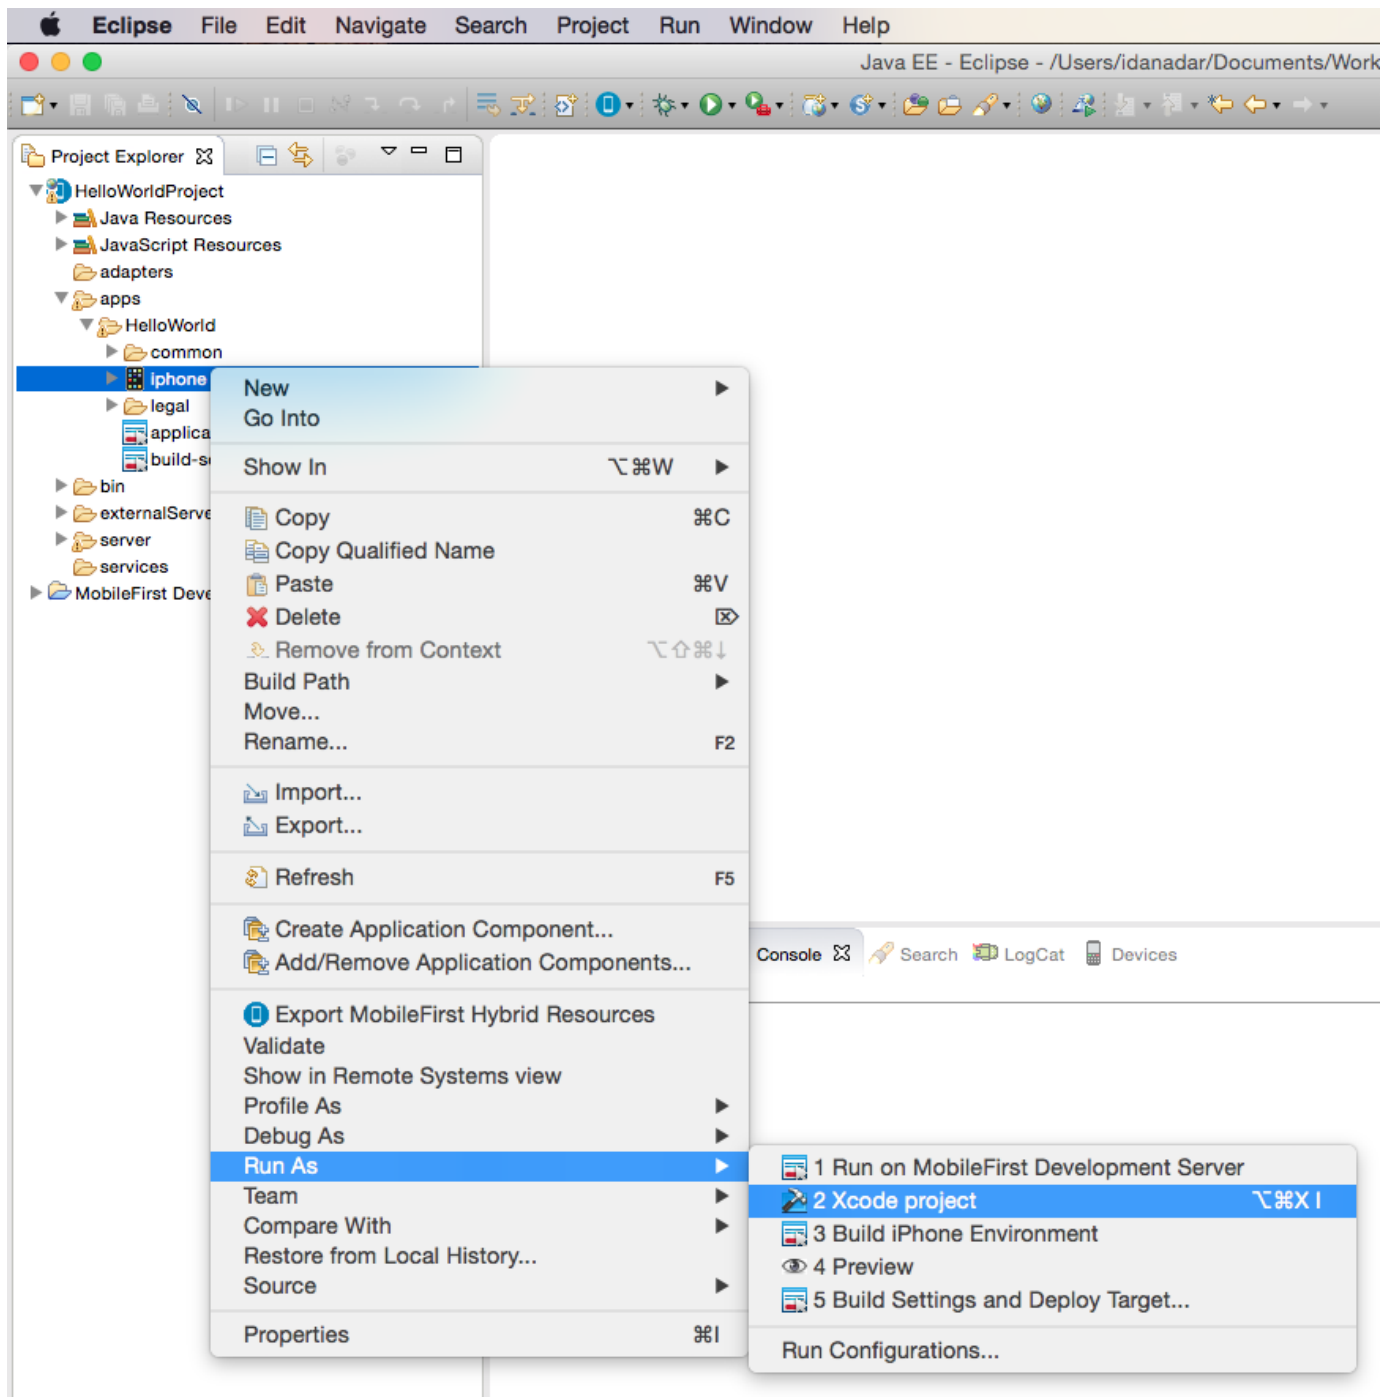 Eclipse File Edit Navigate Search Project Run Window Help
Java EE - Eclipse - /Users/idanadar/Documents/Work
Project Explorer
HelloWorldProject
Java Resources
JavaScript Resources
adapters
apps
HelloWorld
common
iphone
legal
applica
build-s
bin
externalServe
server
services
MobileFirst Deve
New
Go Into
Show In ⌥⌘W
Copy ⌘C
Copy Qualified Name
Paste ⌘V
Delete ⌦
Remove from Context ⌥⇧⌘↓
Build Path
Move...
Rename... F2
Import...
Export...
Refresh F5
Create Application Component...
Add/Remove Application Components...
Export MobileFirst Hybrid Resources
Validate
Show in Remote Systems view
Profile As
Debug As
Run As
Team
Compare With
Restore from Local History...
Source
Properties ⌘I
Console Search LogCat Devices
1 Run on MobileFirst Development Server
2 Xcode project ⌥⌘X I
3 Build iPhone Environment
4 Preview
5 Build Settings and Deploy Target...
Run Configurations...